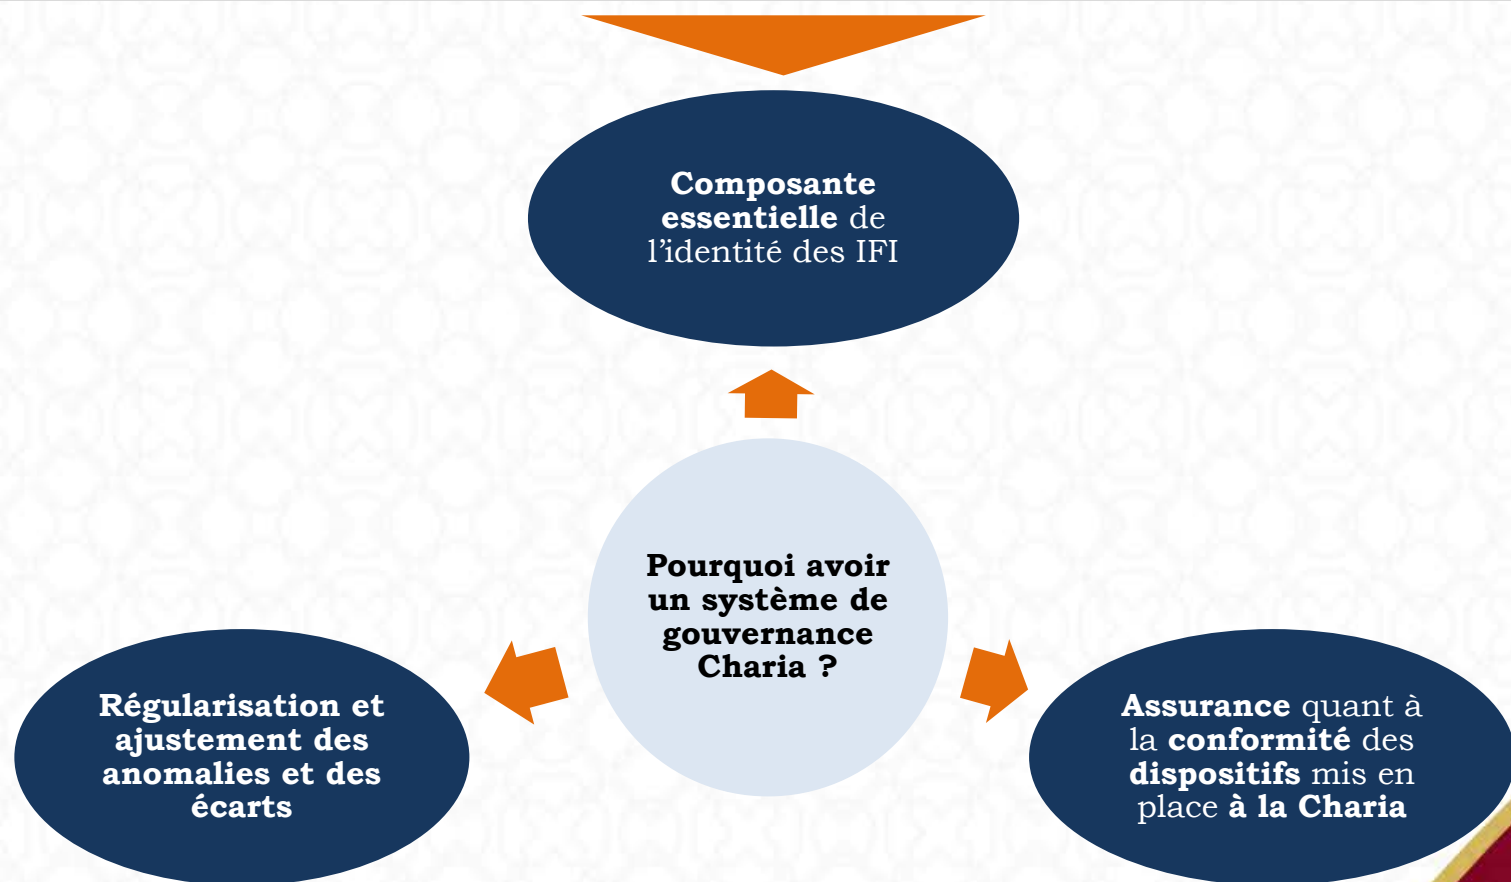 Composante
essentielle de
l’identité des IFI
Pourquoi avoir
un système de
gouvernance
Charia ?
Régularisation et
ajustement des
anomalies et des
écarts
Assurance quant à
la conformité des
dispositifs mis en
place à la Charia